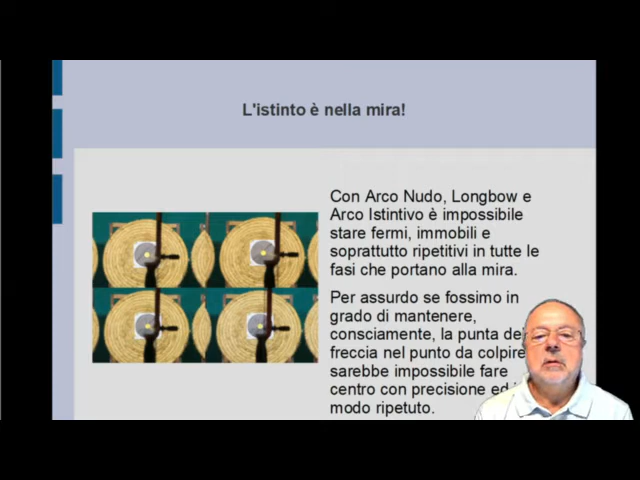 L'istinto è nella mira!
Con Arco Nudo, Longbow e
Arco Istintivo è impossibile
stare fermi, immobili e
soprattutto ripetitivi in tutte le
fasi che portano alla mira.
Per assurdo se fossimo in
grado di mantenere,
consciamente, la punta del
freccia nel punto da colpire
sarebbe impossibile fare
centro con precisione ed
modo ripetuto.